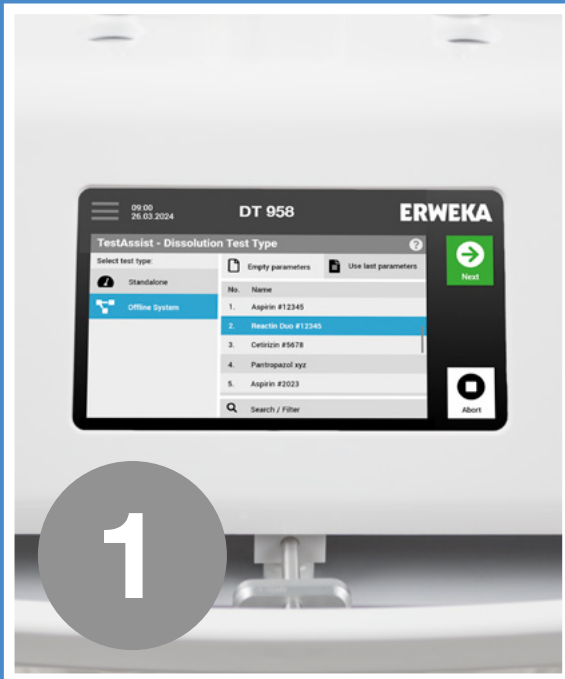 09:00
26.03.2024
DT 958
ERWEKA
TestAssist - Dissolution Test Type
?
Select test type:
Standalone
Offline System
Empty parameters
Use last parameters
No. Name
1. Aspirin #12345
2. Reactin Duo #12345
3. Cetirizin #5678
4. Pantropazol xyz
5. Aspirin #2023
Search / Filter
Next
Abort
1